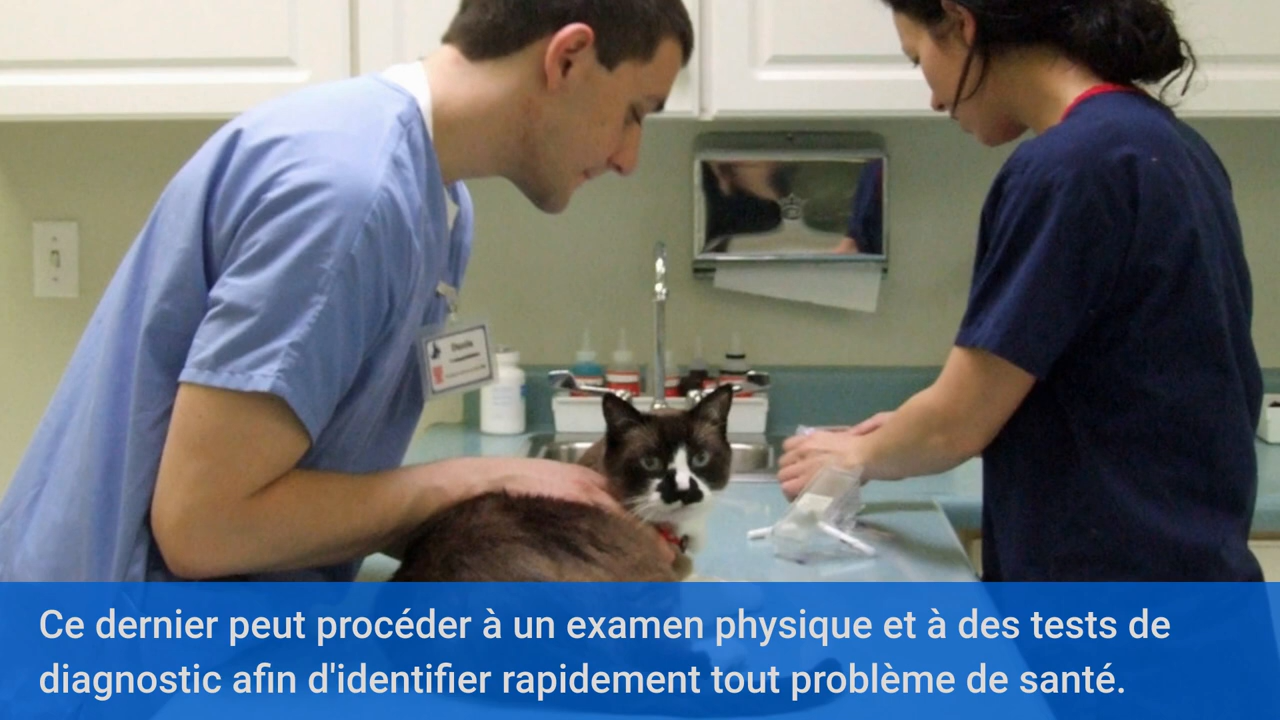 Ce dernier peut procéder à un examen physique et à des tests de
diagnostic afin d'identifier rapidement tout problème de santé.